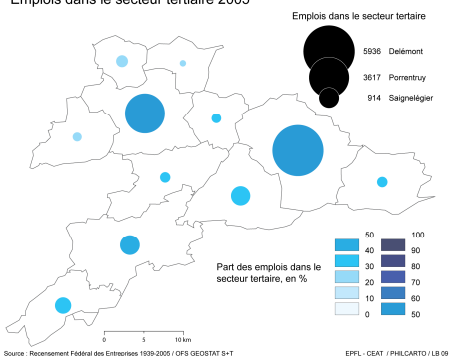 Emplois dans le secteur tertiaire 2005
Emplois dans le secteur tertaire
5936 Delémont
3617 Porrentruy
914 Saignelégier
Part des emplois dans le
secteur tertaire, en %
50 100
40 90
30 80
20 70
10 60
0 50
0 5 10 km
Source : Recensement Fédéral des Entreprises 1939-2005 / OFS GEOSTAT S+T
EPFL - CEAT / PHILCARTO / LB 09